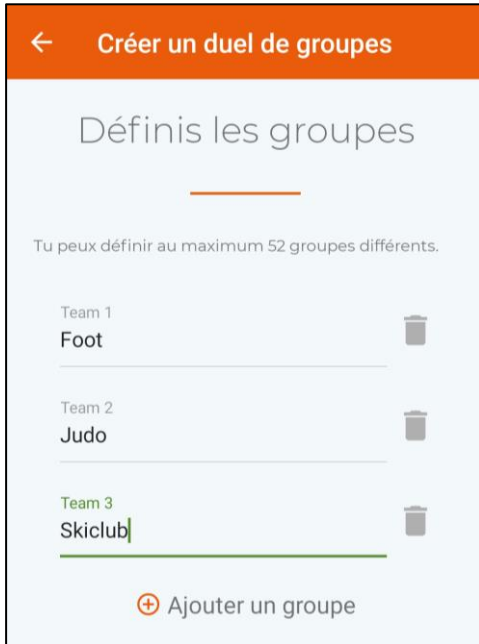 Créer un duel de groupes
Définis les groupes
Tu peux définir au maximum 52 groupes différents.
Team 1
Foot
Team 2
Judo
Team 3
Skiclub
Ajouter un groupe